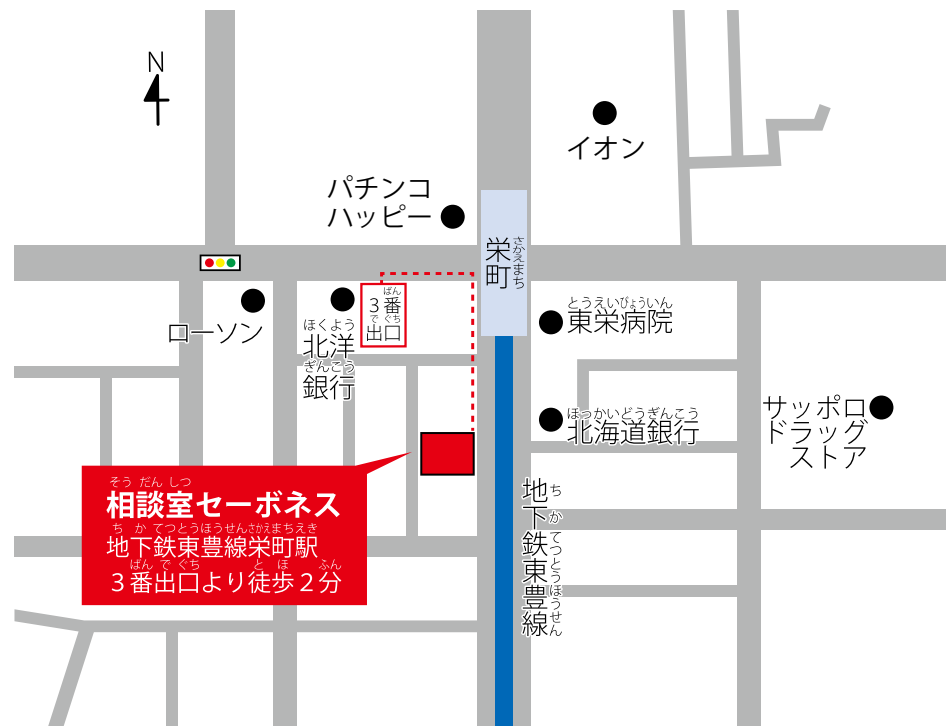 N
イオン
パチンコ
ハッピー
さかえまち
栄町
ばん
3番
でぐち
出口
ローソン
ほくよう
北洋
ぎんこう
銀行
とうえいびょういん
東栄病院
ほっかいどうぎんこう
北海道銀行
サッポロ
ドラッグ
ストア
そうだんしつ
相談室セーボネス
ちかてつとうほうせんさかえまちえき
地下鉄東豊線栄町駅
ばんでぐち とほ ふん
3番出口より徒歩2分
ちかてつとうほうせん
地下鉄東豊線